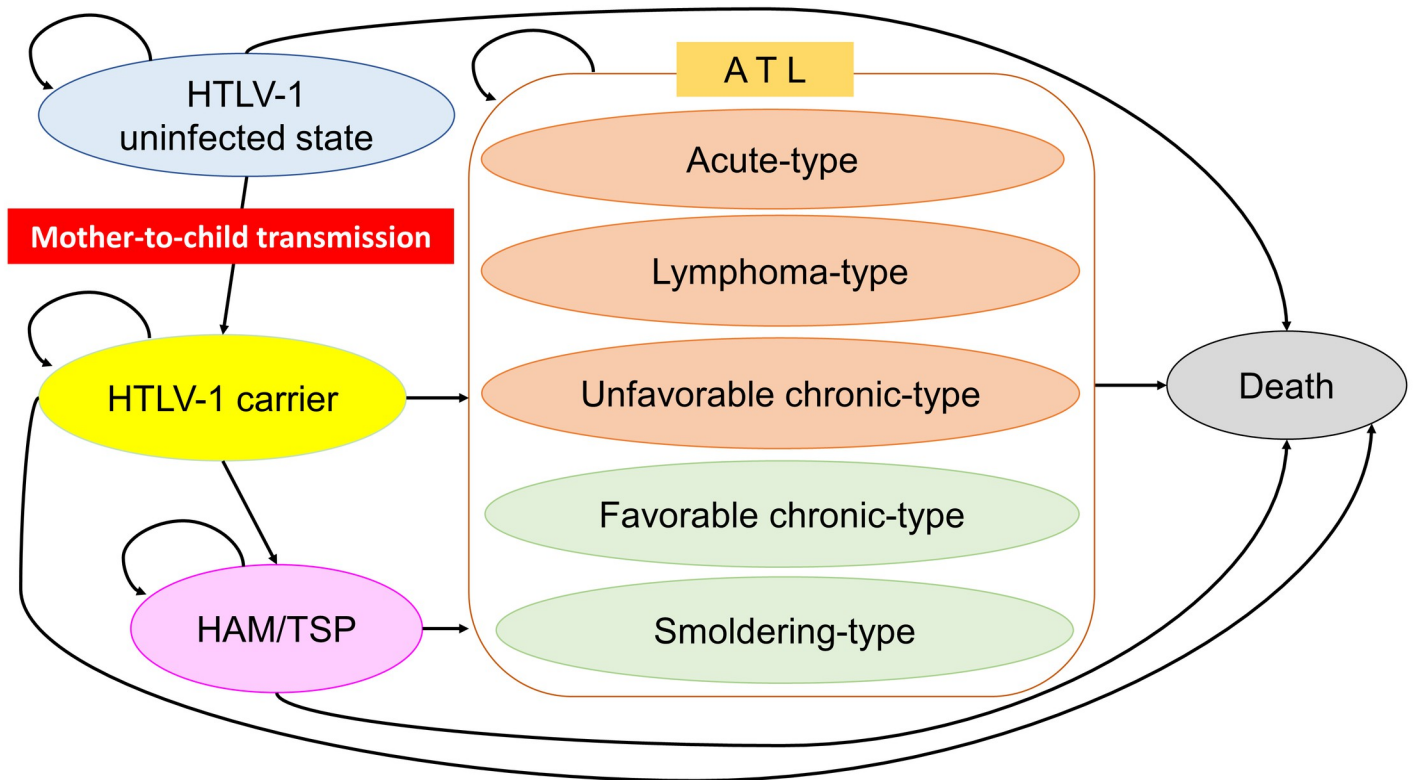 HTLV-1
uninfected state
Mother-to-child transmission
HTLV-1 carrier
HAM/TSP
A T L
Acute-type
Lymphoma-type
Unfavorable chronic-type
Favorable chronic-type
Smoldering-type
Death